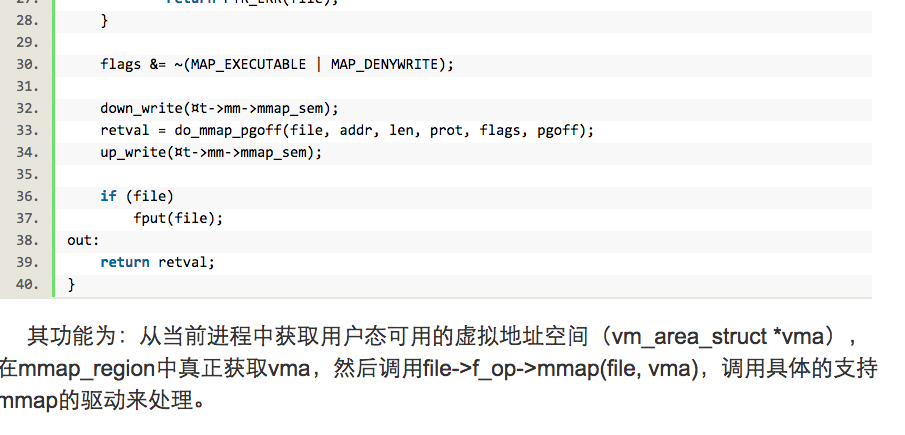 28.     }
29.
30.     flags &= ~(MAP_EXECUTABLE | MAP_DENYWRITE);
31.
32.     down_write(¤t->mm->mmap_sem);
33.     retval = do_mmap_pgoff(file, addr, len, prot, flags, pgoff);
34.     up_write(¤t->mm->mmap_sem);
35.
36.     if (file)
37.         fput(file);
38. out:
39.     return retval;
40. }
其功能为：从当前进程中获取用户态可用的虚拟地址空间（vm_area_struct *vma），
在mmap_region中真正获取vma，然后调用file->f_op->mmap(file, vma)，调用具体的支持
mmap的驱动来处理。